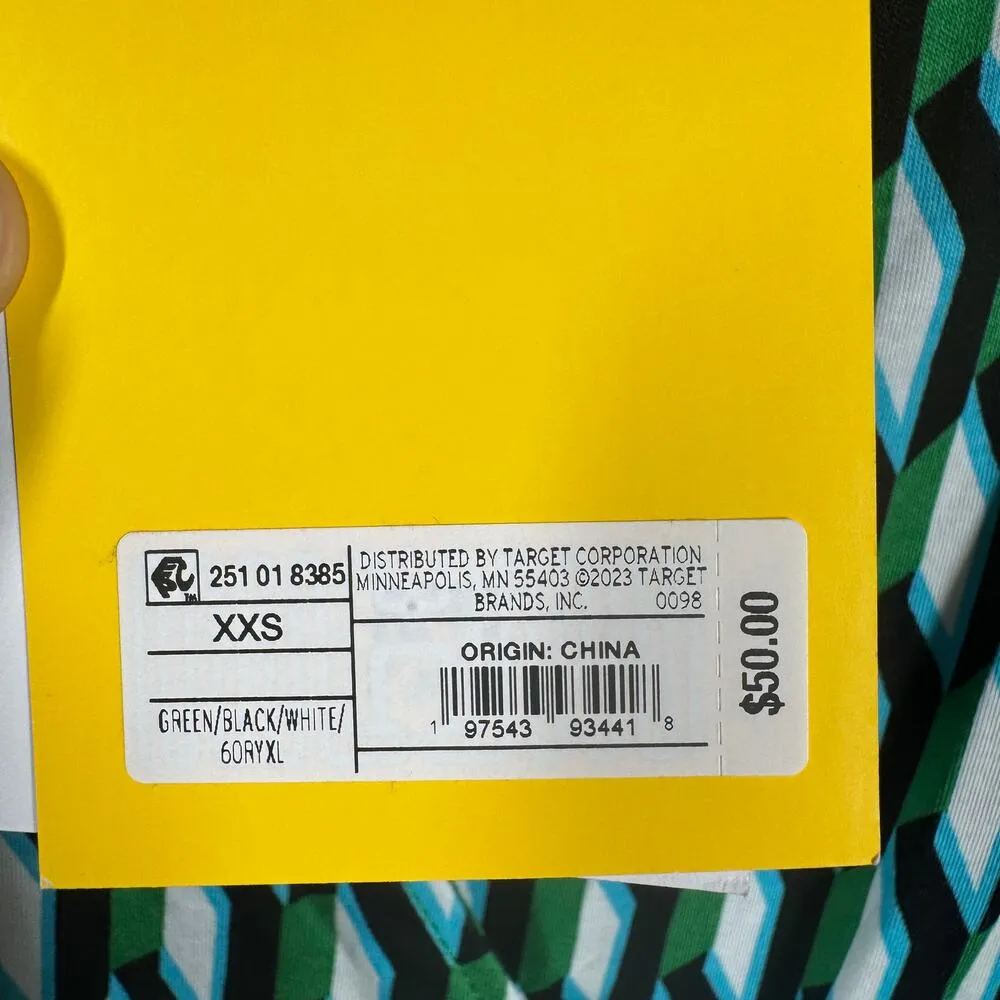 TM
251 01 8385
XXS
GREEN/BLACK/WHITE/
60RYXL
DISTRIBUTED BY TARGET CORPORATION
MINNEAPOLIS, MN 55403 ©2023 TARGET
BRANDS, INC. 0098
ORIGIN: CHINA
1 97543 93441 8
$50.00